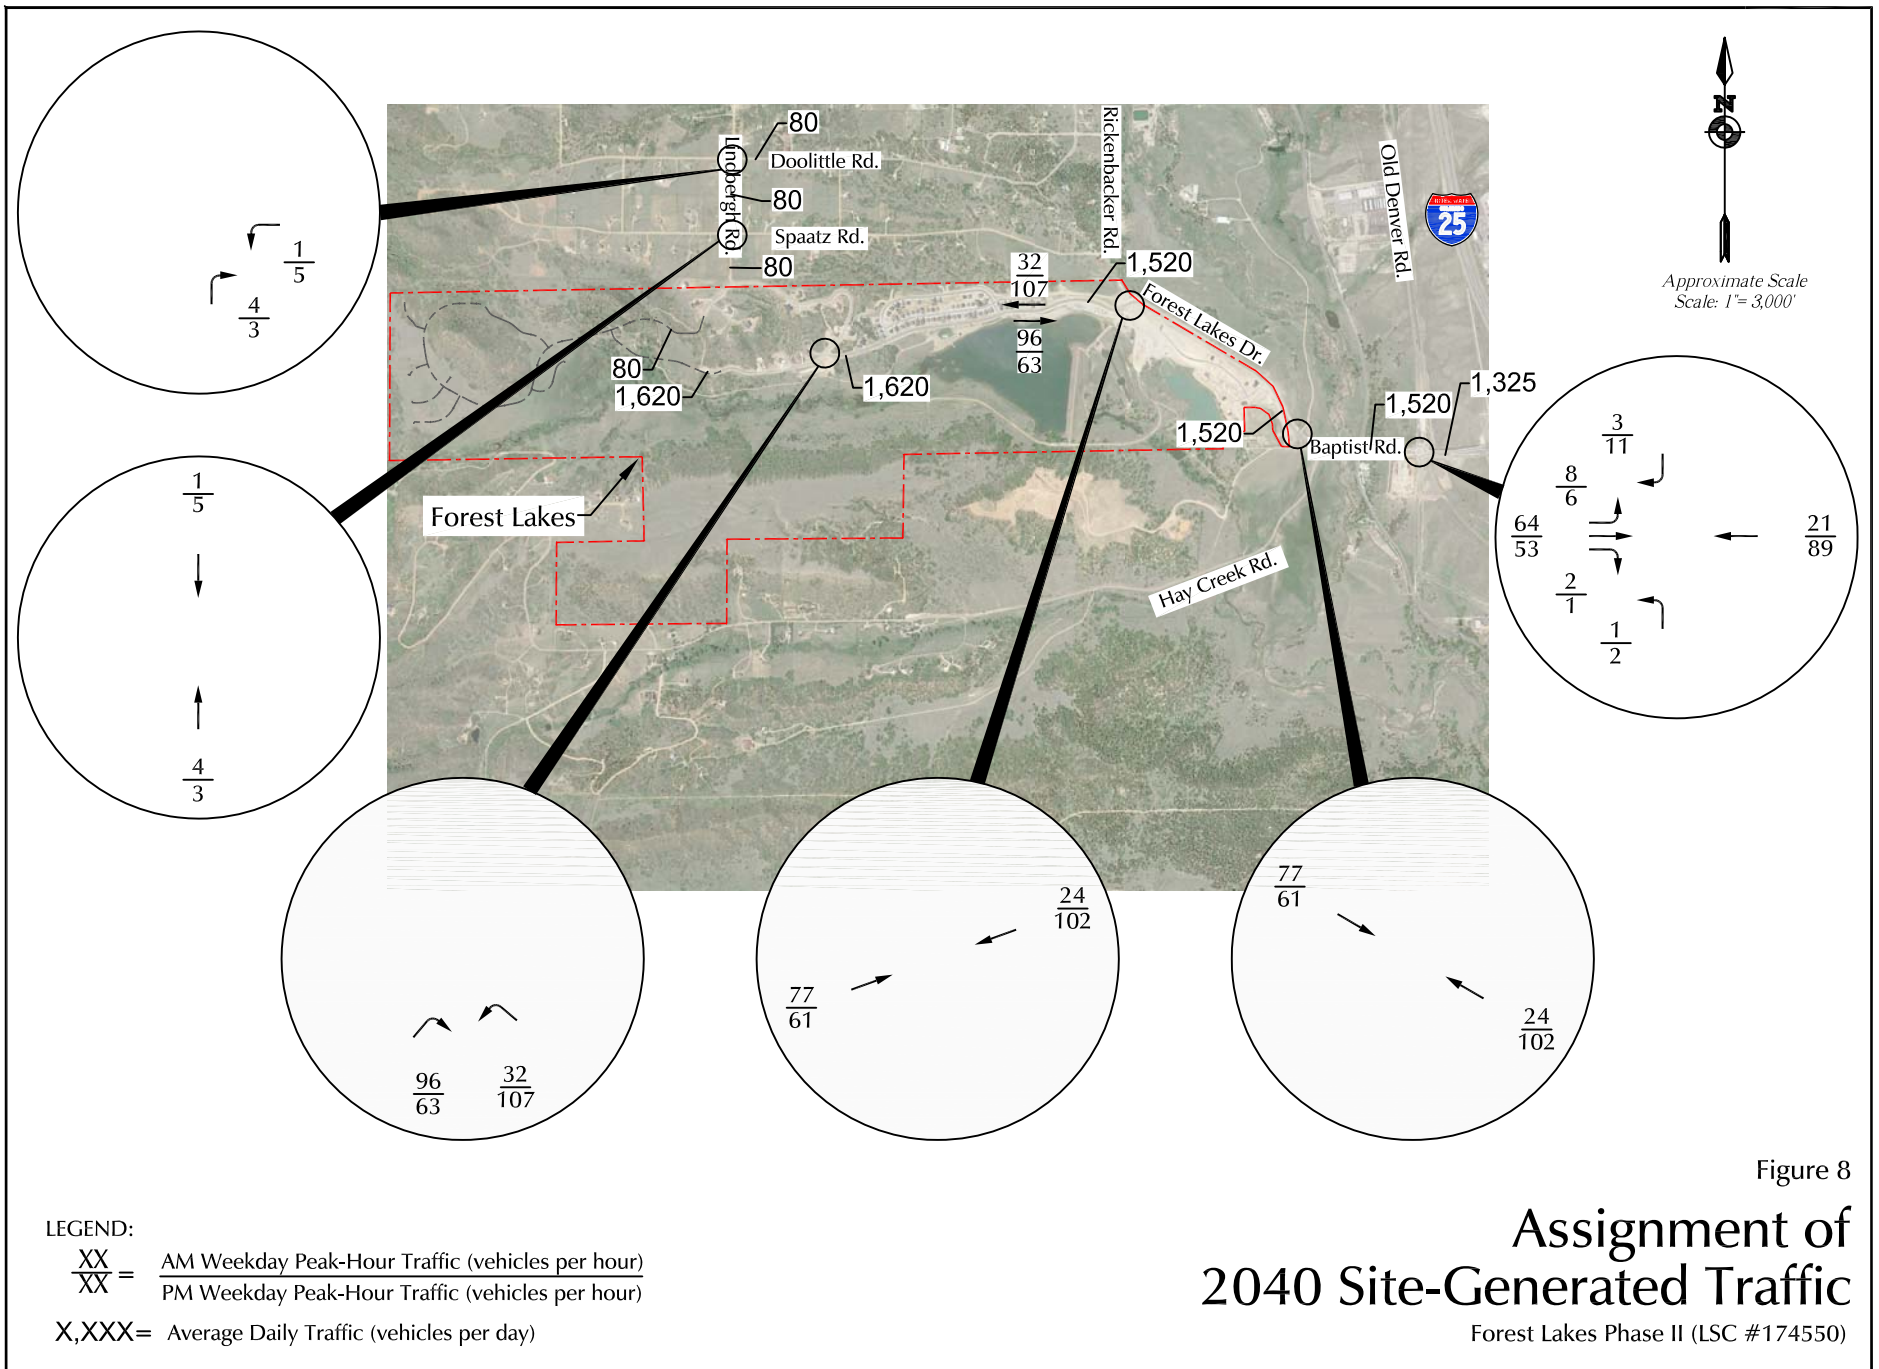 80
Lindbergh Rd.
Doolittle Rd.
80
Spaatz Rd.
80
Rickenbacker Rd.
Old Denver Rd.
INTERSTATE
25
N
Approximate Scale
Scale: 1"= 3,000'
32
107
1,520
Forest Lakes Dr.
96
63
80
1,620
1,620
1,520
1,520
1,325
Baptist Rd.
Forest Lakes
Hay Creek Rd.
1
5
4
3
1
5
4
3
3
11
8
6
64
53
21
89
2
1
1
2
96
63
32
107
24
102
77
61
77
61
24
102
Figure 8
Assignment of
2040 Site-Generated Traffic
Forest Lakes Phase II (LSC #174550)
LEGEND:
XX
XX = AM Weekday Peak-Hour Traffic (vehicles per hour)
PM Weekday Peak-Hour Traffic (vehicles per hour)
X,XXX= Average Daily Traffic (vehicles per day)